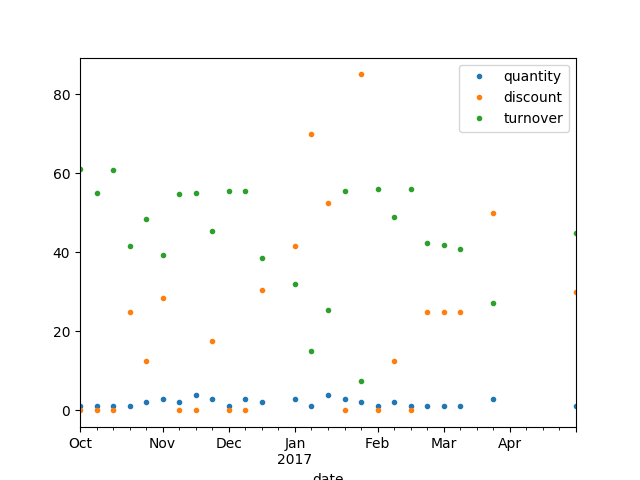 quantity
discount
turnover
80
60
40
20
0
Oct Nov Dec Jan Feb Mar Apr
2017
date